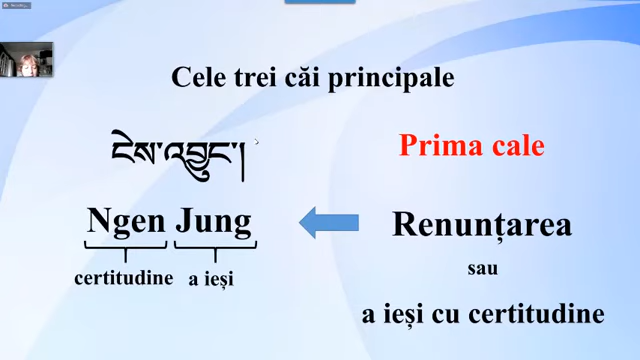 Cele trei căi principale
ངེས་འབྱུང་།
Prima cale
Ngen Jung
Renunțarea
certitudine a ieși
sau
a ieși cu certitudine